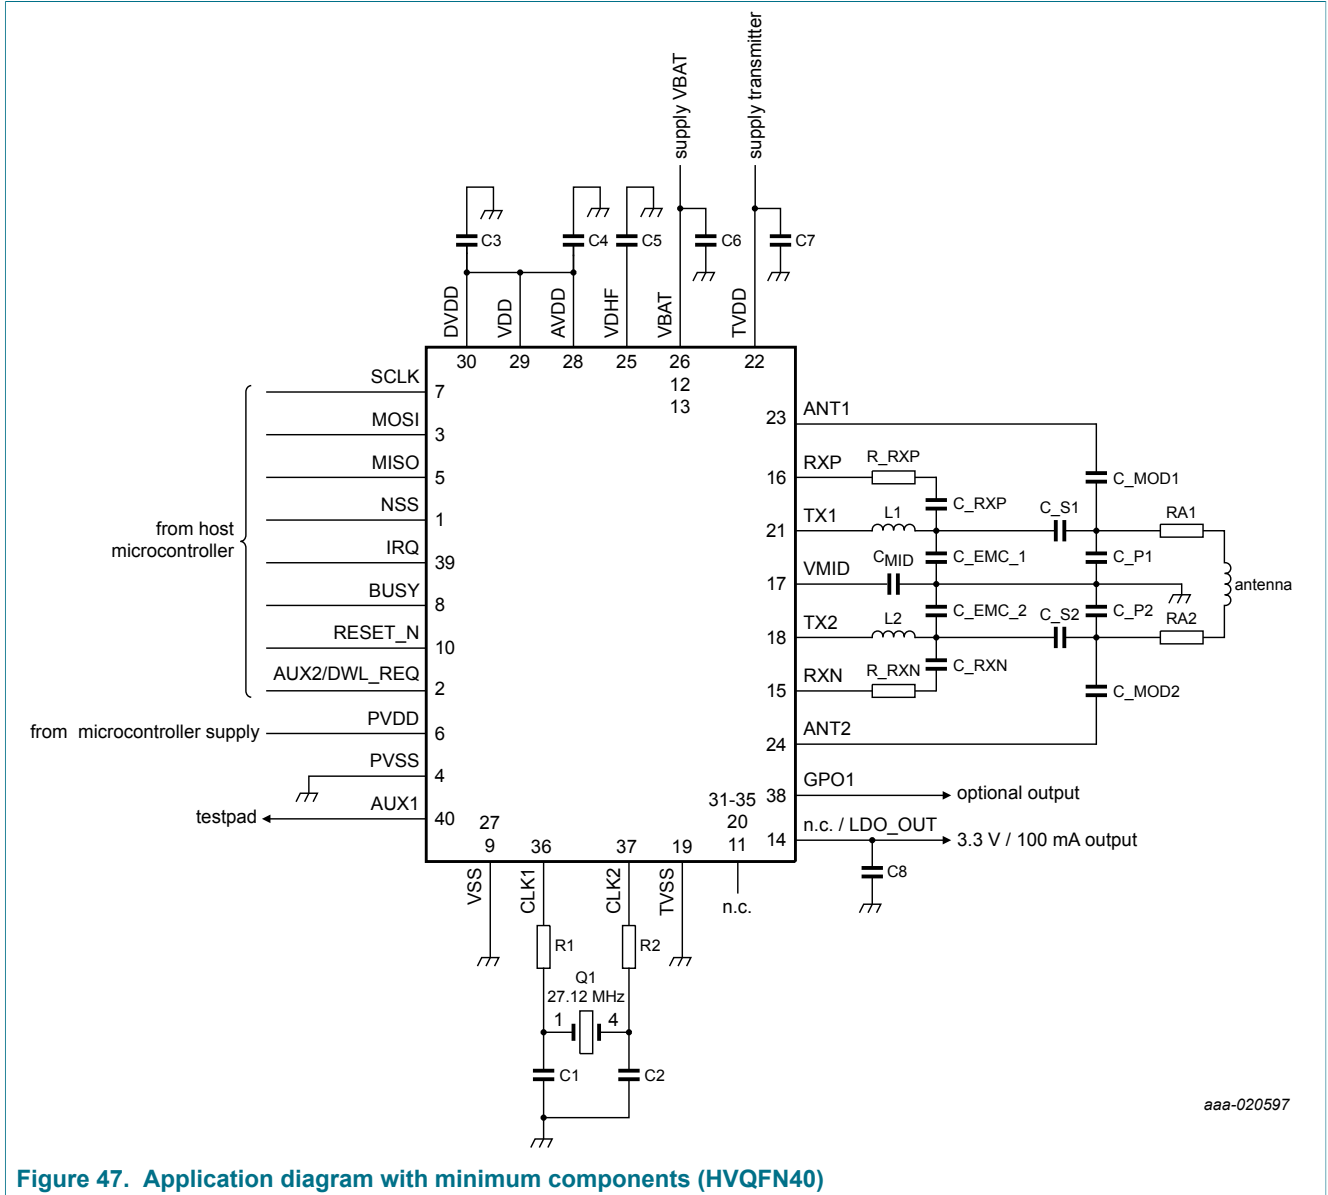 supply VBAT
supply transmitter
C3
C4
C5
C6
C7
DVDD
VDD
AVDD
VDHF
VBAT
TVDD
30
29
28
25
26
12
13
22
from host
microcontroller
SCLK
7
MOSI
3
MISO
5
NSS
1
IRQ
39
BUSY
8
RESET_N
10
AUX2/DWL_REQ
2
from microcontroller supply
PVDD
6
PVSS
4
testpad
AUX1
40
23
ANT1
16
RXP
R_RXP
C_RXP
C_MOD1
21
TX1
L1
C_S1
RA1
17
VMID
CMID
C_EMC_1
C_P1
antenna
18
TX2
L2
C_EMC_2
C_S2
C_P2
RA2
15
RXN
R_RXN
C_RXN
C_MOD2
24
ANT2
38
GPO1
optional output
14
n.c. / LDO_OUT
3.3 V / 100 mA output
C8
27
9
VSS
36
CLK1
37
CLK2
19
TVSS
31-35
20
11
n.c.
R1
R2
Q1
27.12 MHz
1
4
C1
C2
aaa-020597
Figure 47. Application diagram with minimum components (HVQFN40)